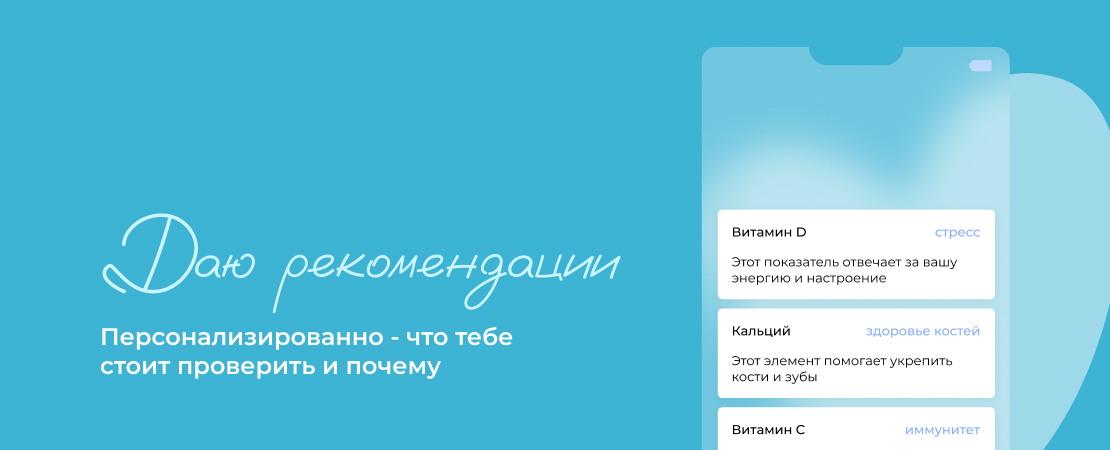 Даю рекомендации
Персонализированно - что тебе
стоит проверить и почему
Витамин D
стресс
Этот показатель отвечает за вашу
энергию и настроение
Кальций
здоровье костей
Этот элемент помогает укрепить
кости и зубы
Витамин C
иммунитет